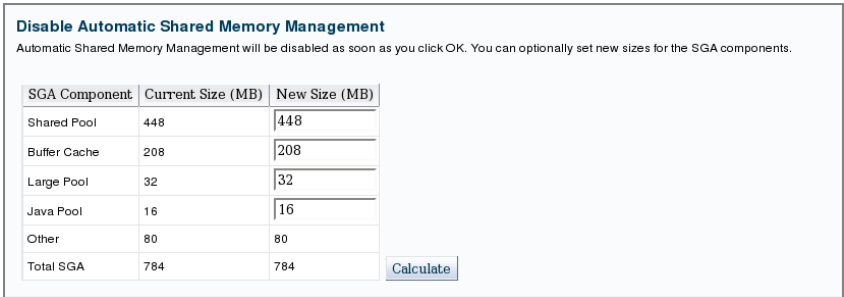 Disable Automatic Shared Memory Management
Automatic Shared Memory Management will be disabled as soon as you click OK. You can optionally set new sizes for the SGA components.
SGA Component Current Size (MB) New Size (MB)
Shared Pool 448 448
Buffer Cache 208 208
Large Pool 32 32
Java Pool 16 16
Other 80 80
Total SGA 784 784 Calculate